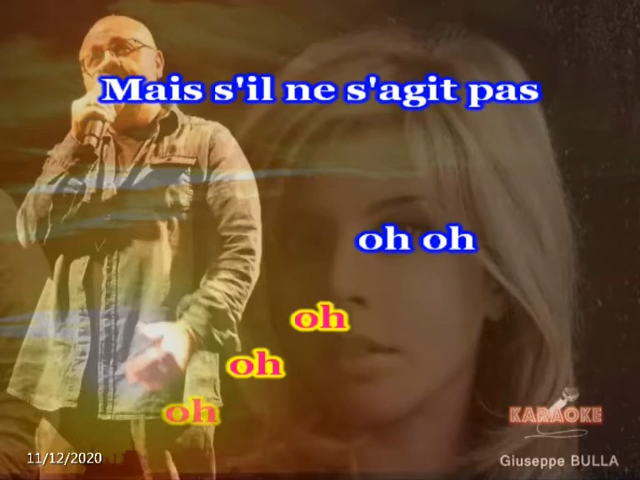 Mais s'il ne s'agit pas
oh oh
oh
oh
oh
KARAOKE
11/12/2020
Giuseppe BULLA